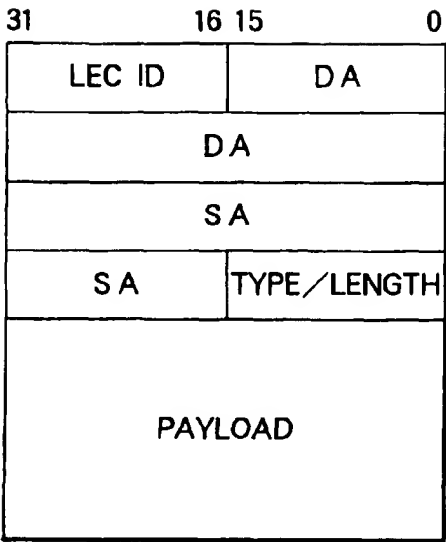 31 16 15 0
LEC ID DA
DA
SA
SA TYPE/LENGTH
PAYLOAD